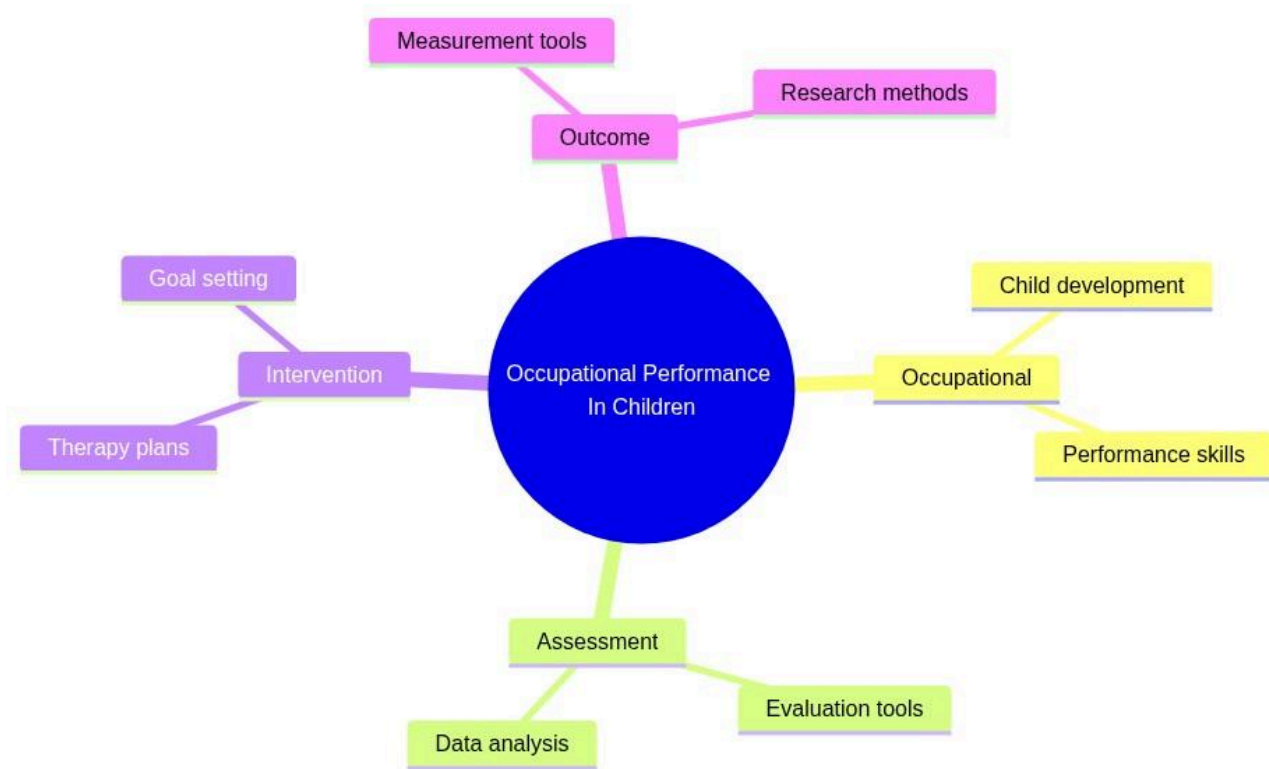 Measurement tools
Research methods
Outcome
Goal setting
Child development
Intervention
Occupational Performance
In Children
Occupational
Therapy plans
Performance skills
Assessment
Evaluation tools
Data analysis